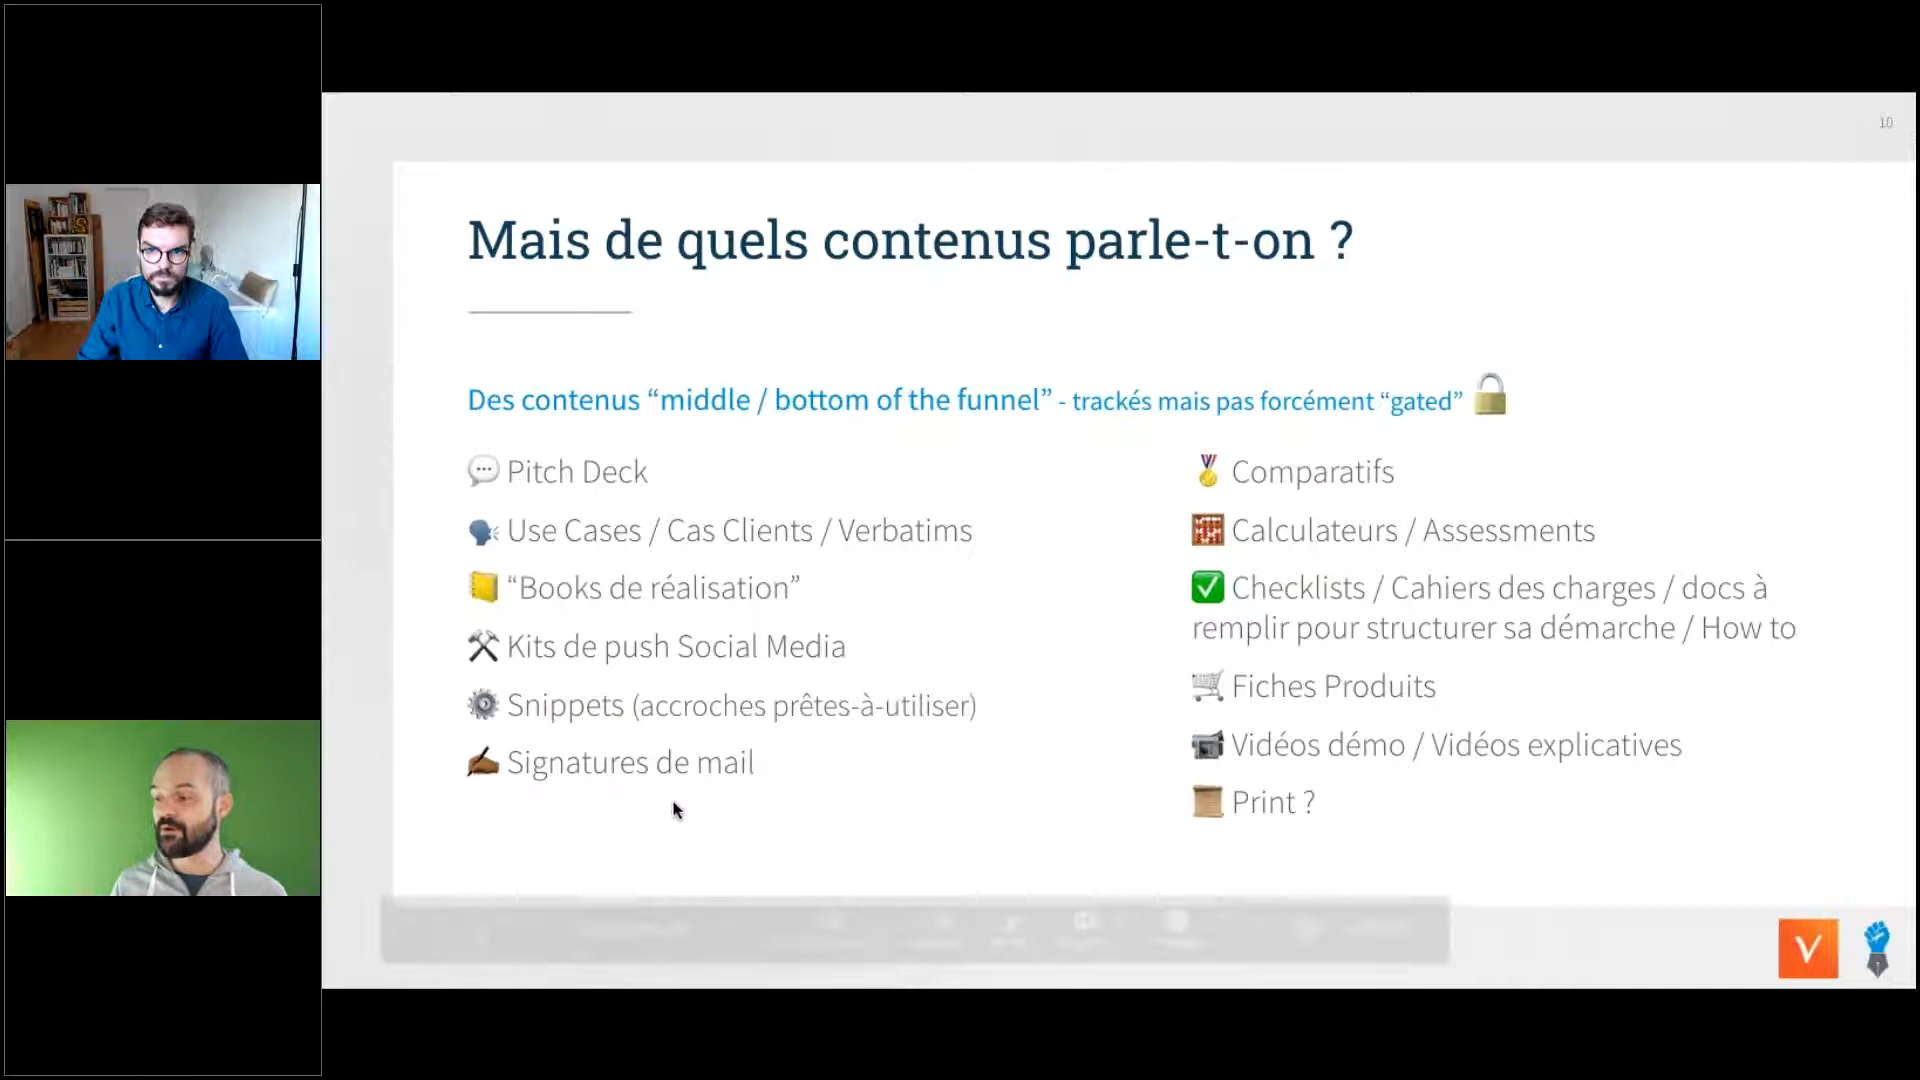 10
Mais de quels contenus parle-t-on ?
Des contenus “middle / bottom of the funnel” - trackés mais pas forcément “gated”
Pitch Deck
Use Cases / Cas Clients / Verbatims
“Books de réalisation”
Kits de push Social Media
Snippets (accroches prêtes-à-utiliser)
Signatures de mail
Comparatifs
Calculateurs / Assessments
Checklists / Cahiers des charges / docs à
remplir pour structurer sa démarche / How to
Fiches Produits
Vidéos démo / Vidéos explicatives
Print ?
V